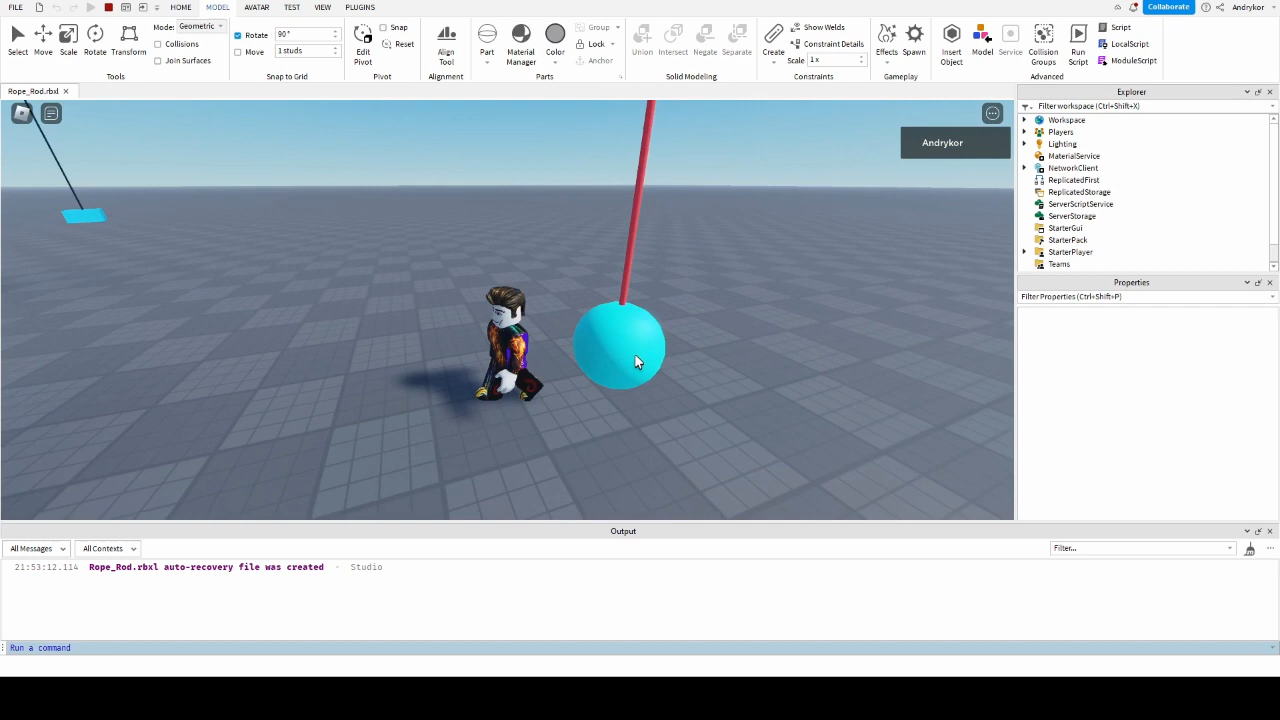 FILE HOME MODEL AVATAR TEST VIEW PLUGINS Collaborate Andrykor
Select Move Scale Rotate Transform
Mode: Geometric
Collisions
Join Surfaces
Tools
Rotate 90°
Move 1 studs
Snap to Grid
Edit Pivot
Snap
Reset
Pivot
Align Tool
Alignment
Part
Material Manager
Color
Group
Lock
Anchor
Parts
Union Intersect Negate Separate
Solid Modeling
Create
Show Welds
Constraint Details
Scale 1 x
Constraints
Effects Spawn
Gameplay
Insert Object
Model
Service
Collision Groups
Run Script
Script
LocalScript
ModuleScript
Advanced
Rope_Rod.rbxl
Andrykor
Explorer
Filter workspace (Ctrl+Shift+X)
Workspace
Players
Lighting
MaterialService
NetworkClient
ReplicatedFirst
ReplicatedStorage
ServerScriptService
ServerStorage
StarterGui
StarterPack
StarterPlayer
Teams
Properties
Filter Properties (Ctrl+Shift+P)
Output
All Messages All Contexts Filter...
21:53:12.114 Rope_Rod.rbxl auto-recovery file was created - Studio
Run a command